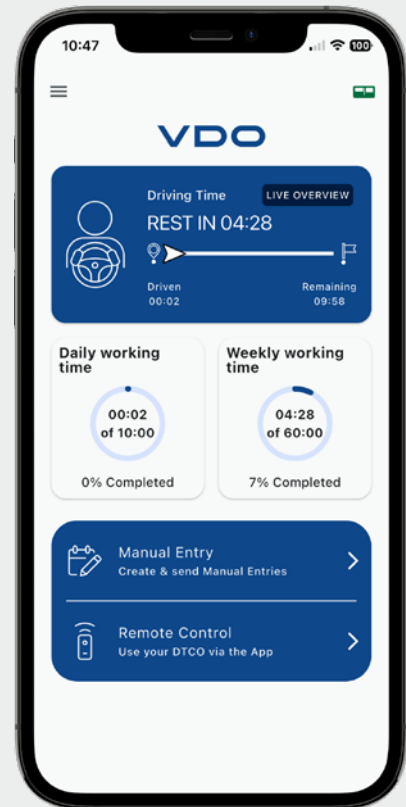 10:47
100
VDO
Driving Time
LIVE OVERVIEW
REST IN 04:28
Driven
Remaining
00:02
09:58
Daily working
time
00:02
of 10:00
0% Completed
Weekly working
time
04:28
of 60:00
7% Completed
Manual Entry
Create & send Manual Entries
Remote Control
Use your DTCO via the App